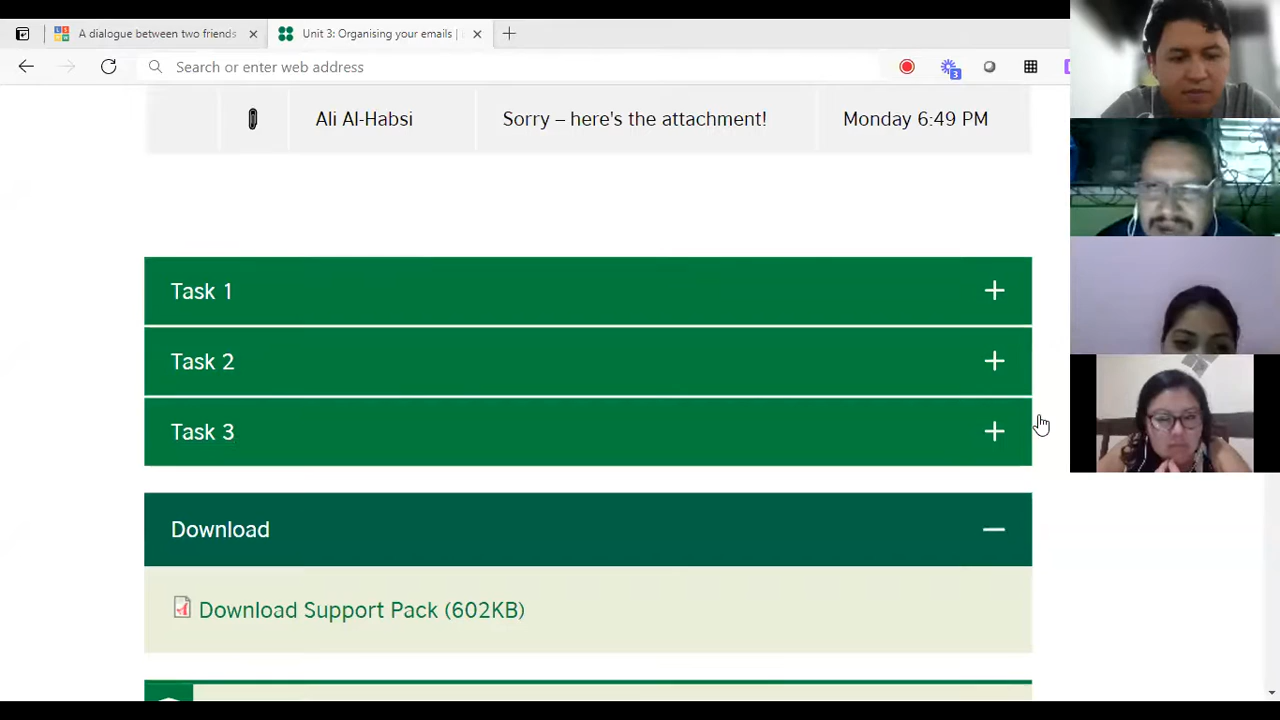 A dialogue between two friends
Unit 3: Organising your emails |
Search or enter web address
3
Ali Al-Habsi Sorry – here's the attachment! Monday 6:49 PM
Task 1
Task 2
Task 3
Download
Download Support Pack (602KB)